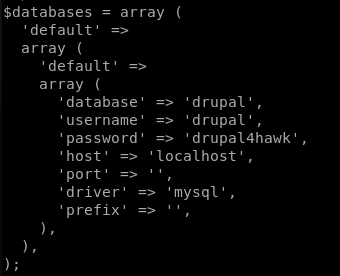 $databases = array (
  'default' =>
  array (
    'default' =>
    array (
      'database' => 'drupal',
      'username' => 'drupal',
      'password' => 'drupal4hawk',
      'host' => 'localhost',
      'port' => '',
      'driver' => 'mysql',
      'prefix' => '',
    ),
  ),
);